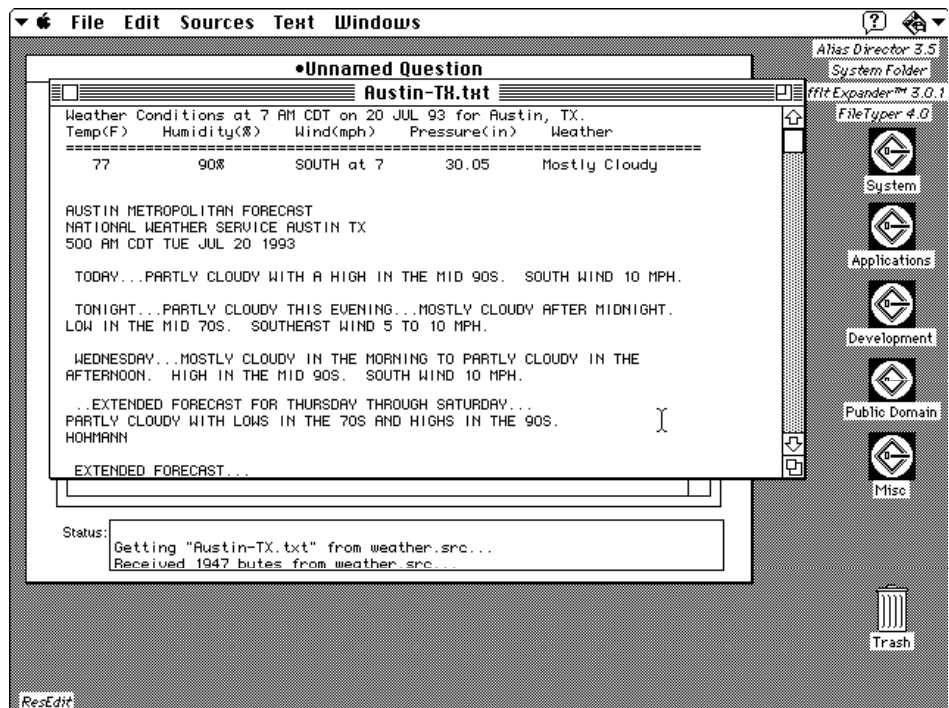 File Edit Sources Text Windows
Alias Director 3.5
System Folder
ffIt Expander™ 3.0.1
FileTyper 4.0
System
Applications
Development
Public Domain
Misc
Trash
ResEdit
•Unnamed Question
Austin-TX.txt
Weather Conditions at 7 AM CDT on 20 JUL 93 for Austin, TX.
Temp(F) Humidity(%) Wind(mph) Pressure(in) Weather
========================================================================
77 90% SOUTH at 7 30.05 Mostly Cloudy
AUSTIN METROPOLITAN FORECAST
NATIONAL WEATHER SERVICE AUSTIN TX
500 AM CDT TUE JUL 20 1993
TODAY...PARTLY CLOUDY WITH A HIGH IN THE MID 90S. SOUTH WIND 10 MPH.
TONIGHT...PARTLY CLOUDY THIS EVENING...MOSTLY CLOUDY AFTER MIDNIGHT.
LOW IN THE MID 70S. SOUTHEAST WIND 5 TO 10 MPH.
WEDNESDAY...MOSTLY CLOUDY IN THE MORNING TO PARTLY CLOUDY IN THE
AFTERNOON. HIGH IN THE MID 90S. SOUTH WIND 10 MPH.
..EXTENDED FORECAST FOR THURSDAY THROUGH SATURDAY...
PARTLY CLOUDY WITH LOWS IN THE 70S AND HIGHS IN THE 90S.
HOHMANN
EXTENDED FORECAST...
Status:
Getting "Austin-TX.txt" from weather.src...
Received 1947 bytes from weather.src...